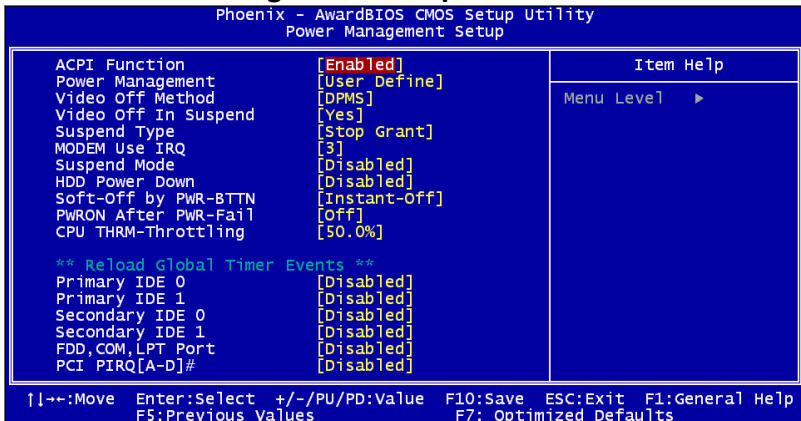 Phoenix - AwardBIOS CMOS Setup Utility
Power Management Setup
ACPI Function [Enabled]
Power Management [User Define]
Video Off Method [DPMS]
Video Off In Suspend [Yes]
Suspend Type [Stop Grant]
MODEM Use IRQ [3]
Suspend Mode [Disabled]
HDD Power Down [Disabled]
Soft-Off by PWR-BTTN [Instant-Off]
PWRON After PWR-Fail [Off]
CPU THRM-Throttling [50.0%]
** Reload Global Timer Events **
Primary IDE 0 [Disabled]
Primary IDE 1 [Disabled]
Secondary IDE 0 [Disabled]
Secondary IDE 1 [Disabled]
FDD,COM,LPT Port [Disabled]
PCI PIRQ[A-D]# [Disabled]
Item Help
Menu Level ▶
↑↓→←:Move Enter:Select +/-/PU/PD:Value F10:Save ESC:Exit F1:General Help
F5:Previous Values F7: Optimized Defaults